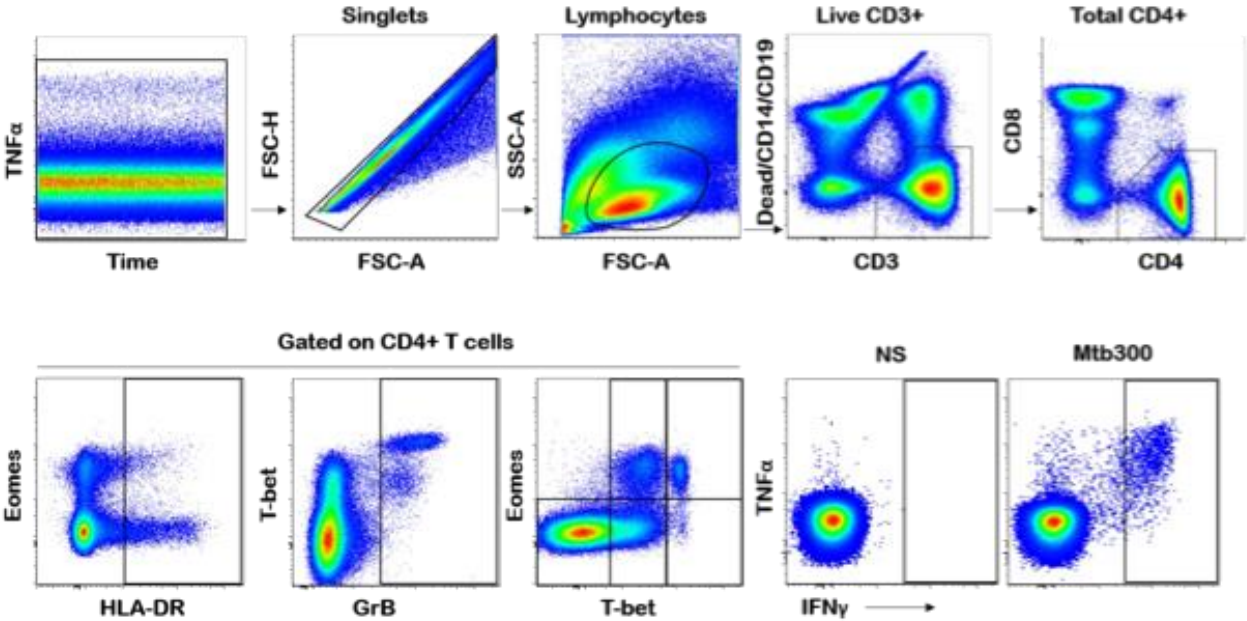 Singlets
Lymphocytes
Live CD3+
Total CD4+
TNFα
FSC-H
SSC-A
Dead/CD14/CD19
CD8
Time
FSC-A
FSC-A
CD3
CD4
Gated on CD4+ T cells
NS
Mtb300
Eomes
T-bet
Eomes
TNFα
HLA-DR
GrB
T-bet
IFNγ